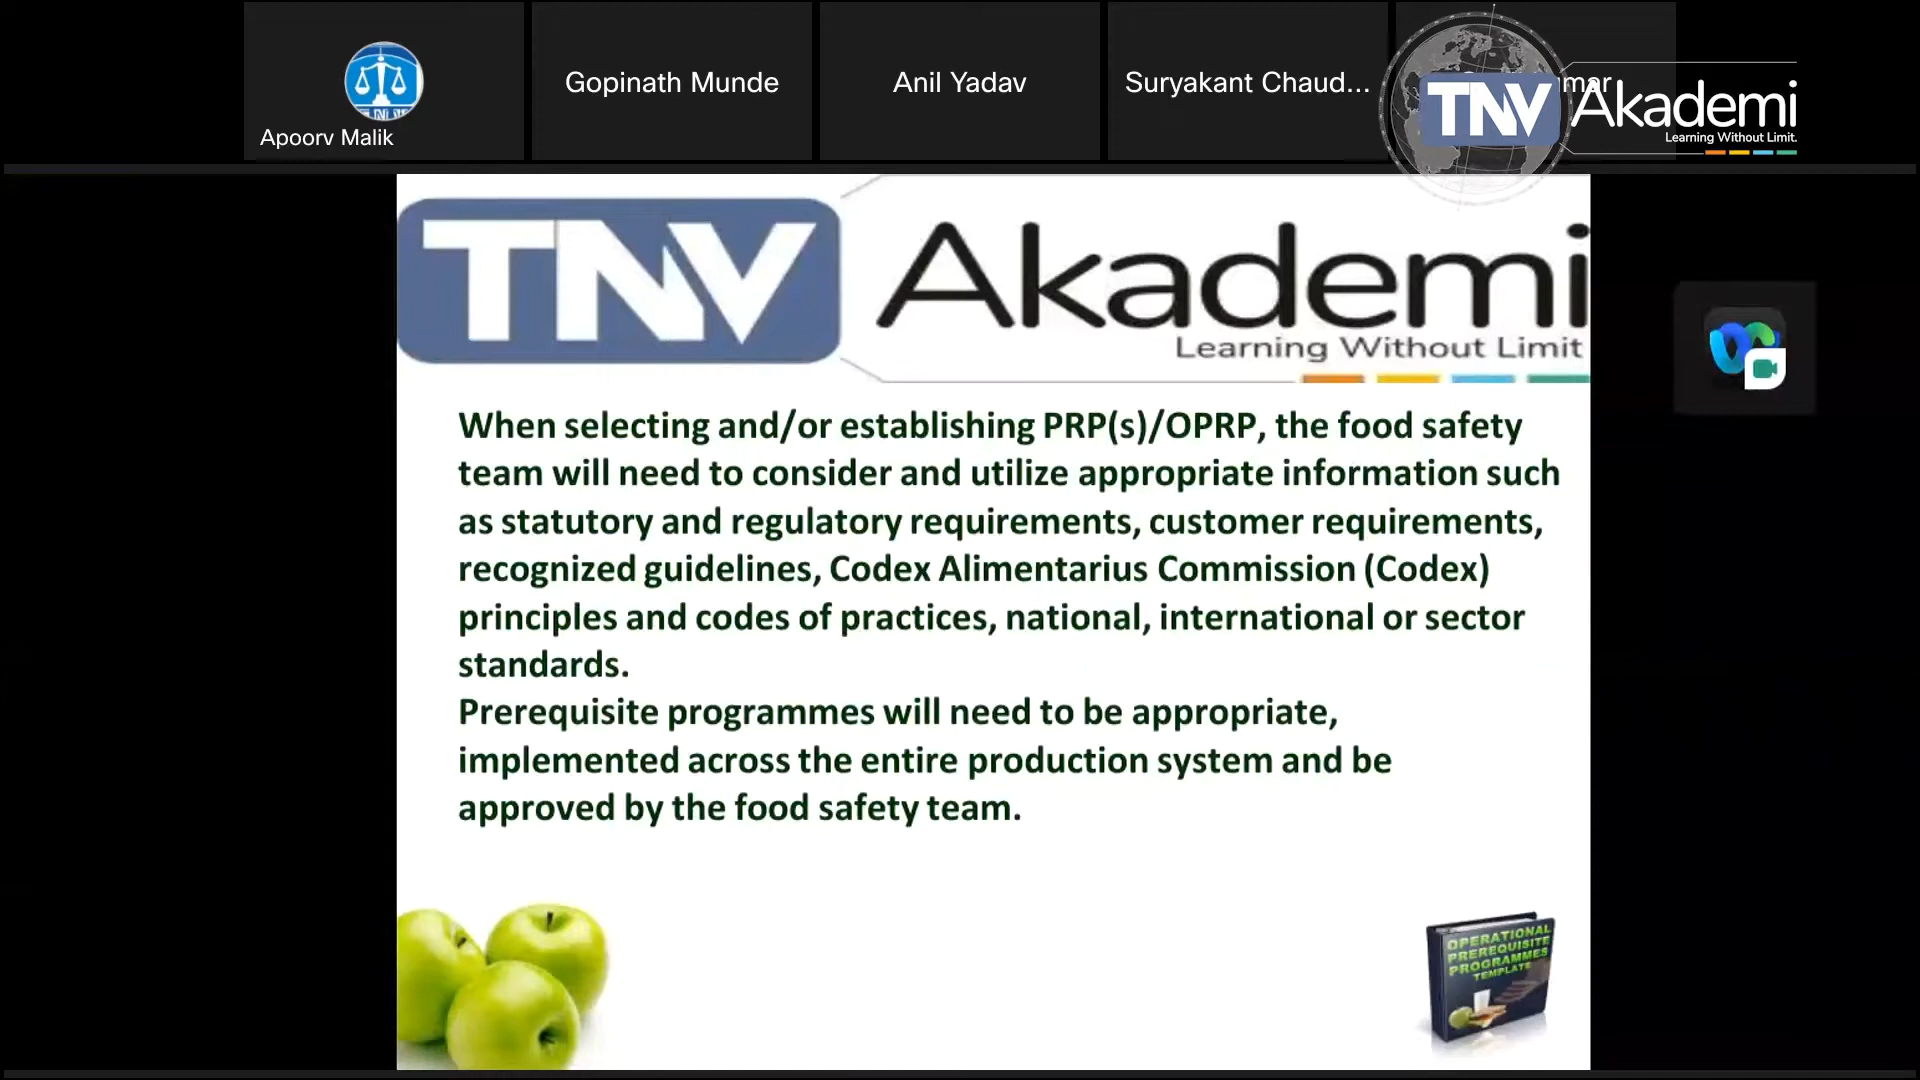 Apoorv Malik
Gopinath Munde
Anil Yadav
Suryakant Chaud...
TNV Akademi
Learning Without Limit.
TNV Akademi
Learning Without Limit
When selecting and/or establishing PRP(s)/OPRP, the food safety
team will need to consider and utilize appropriate information such
as statutory and regulatory requirements, customer requirements,
recognized guidelines, Codex Alimentarius Commission (Codex)
principles and codes of practices, national, international or sector
standards.
Prerequisite programmes will need to be appropriate,
implemented across the entire production system and be
approved by the food safety team.
OPERATIONAL
PREREQUISITE
PROGRAMMES
TEMPLATE